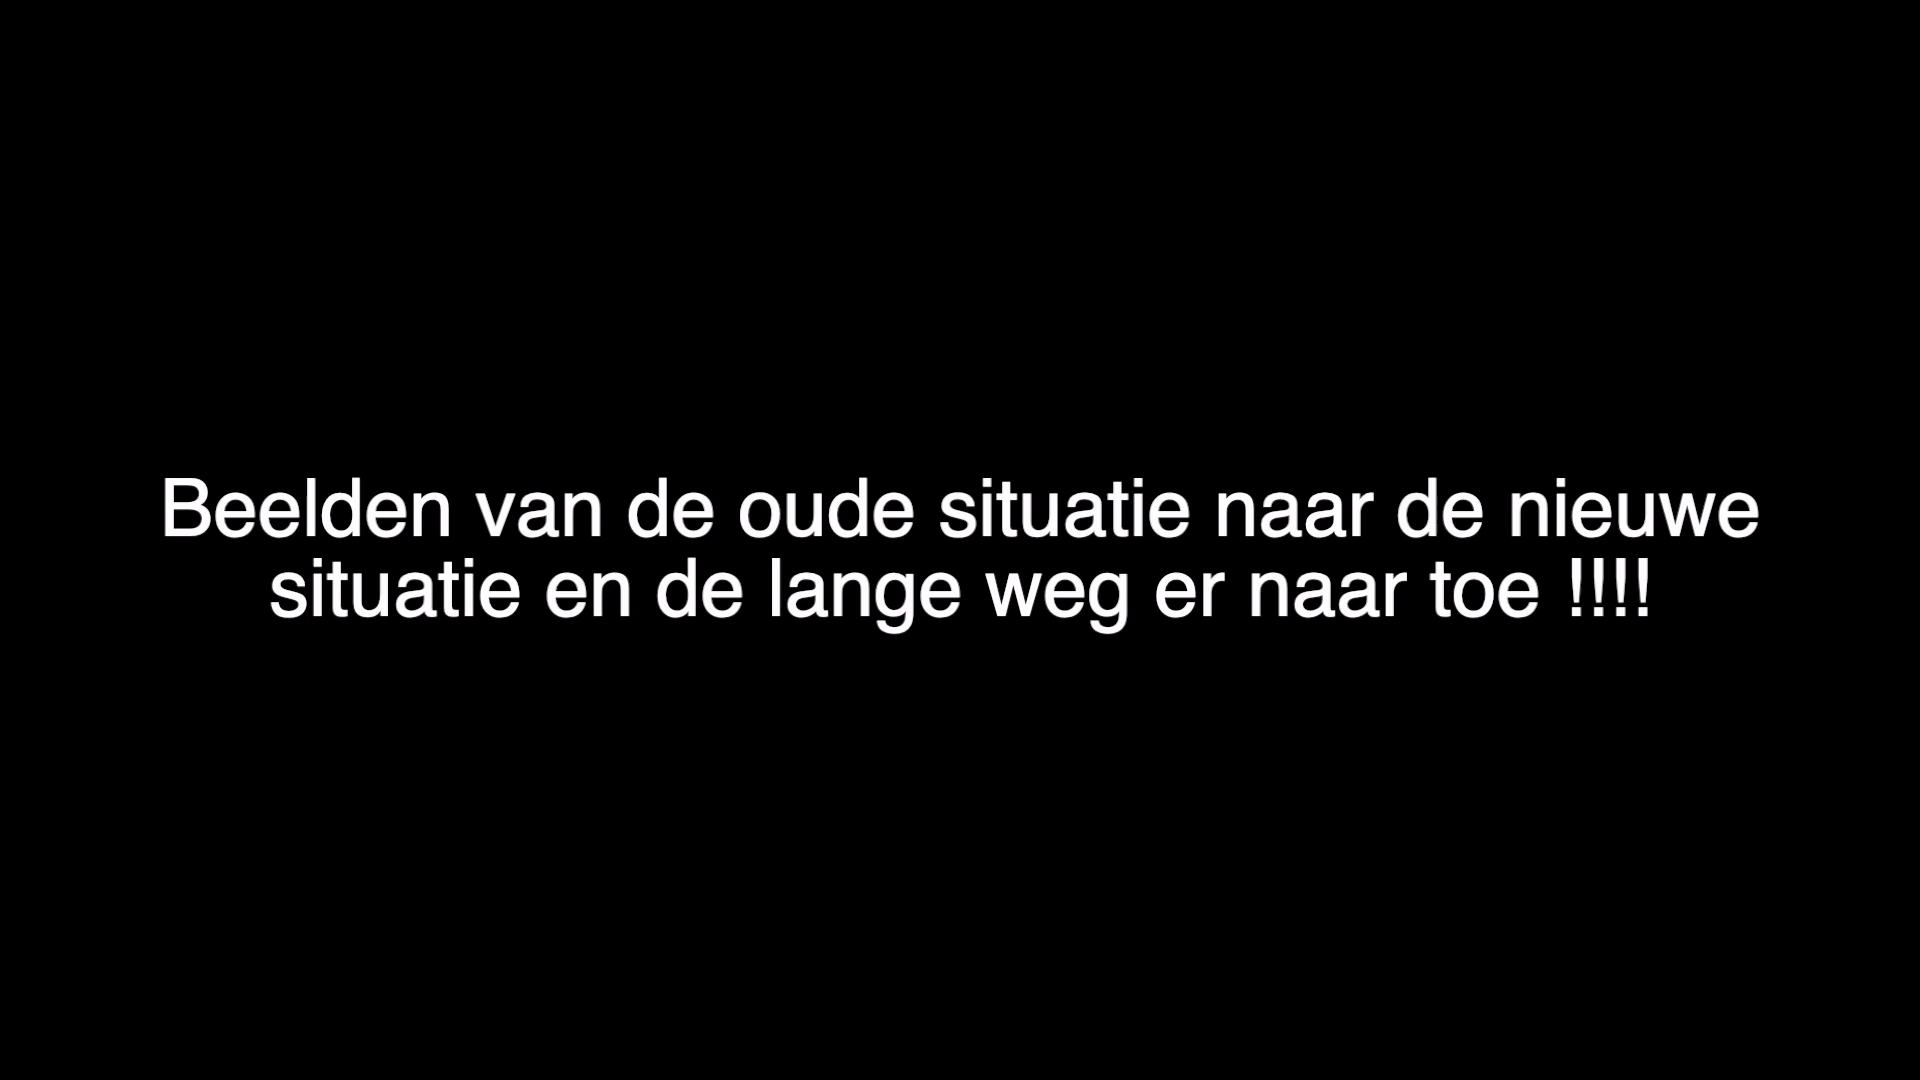 Beelden van de oude situatie naar de nieuwe
situatie en de lange weg er naar toe !!!!